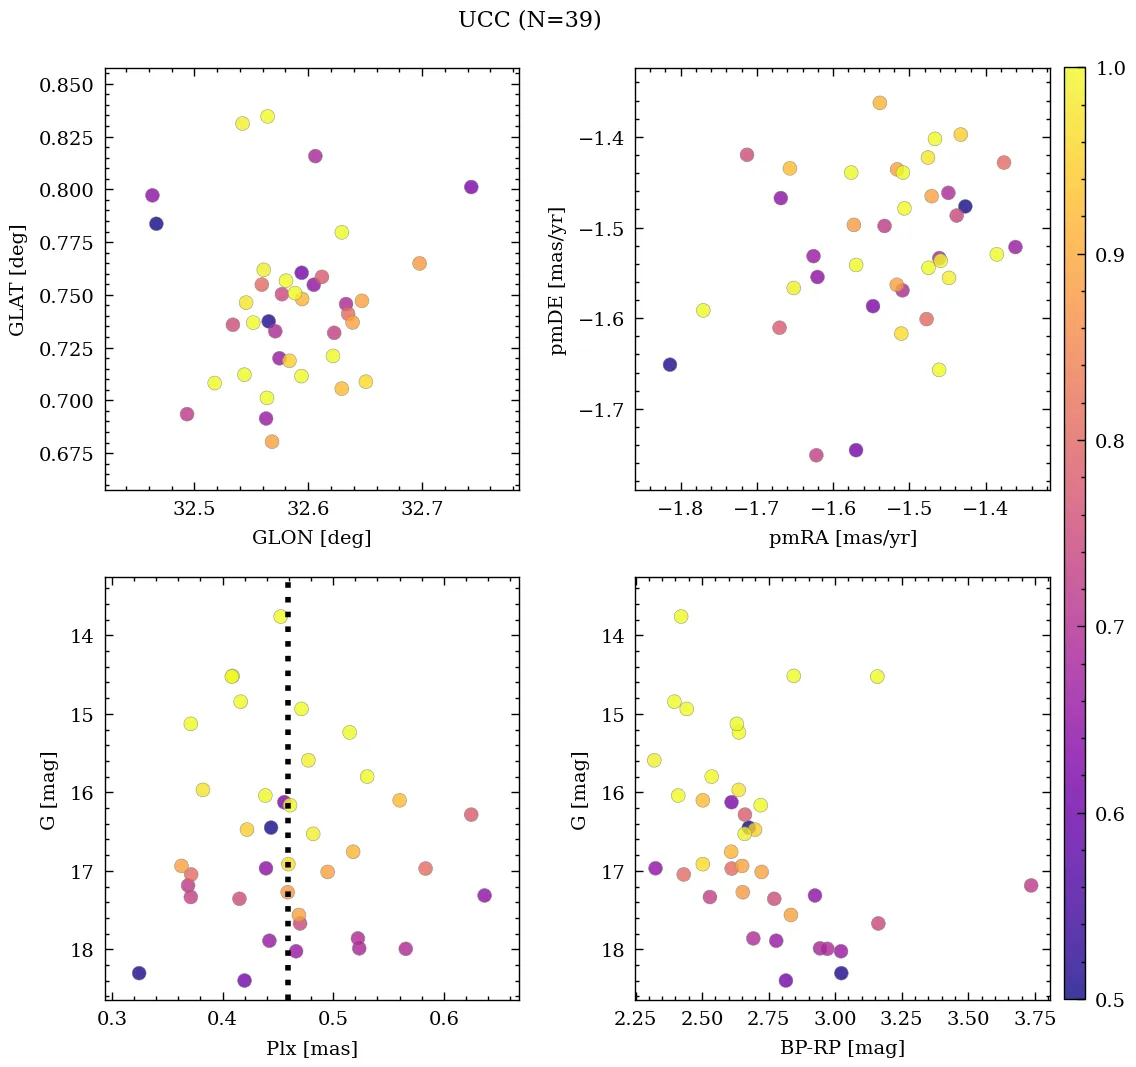 UCC (N=39)
0.850
0.825
0.800
0.775
0.750
0.725
0.700
0.675
GLAT [deg]
32.5 32.6 32.7
GLON [deg]
−1.4
−1.5
−1.6
−1.7
pmDE [mas/yr]
−1.8 −1.7 −1.6 −1.5 −1.4
pmRA [mas/yr]
14
15
16
17
18
G [mag]
0.3 0.4 0.5 0.6
Plx [mas]
14
15
16
17
18
G [mag]
2.25 2.50 2.75 3.00 3.25 3.50 3.75
BP-RP [mag]
1.0
0.9
0.8
0.7
0.6
0.5